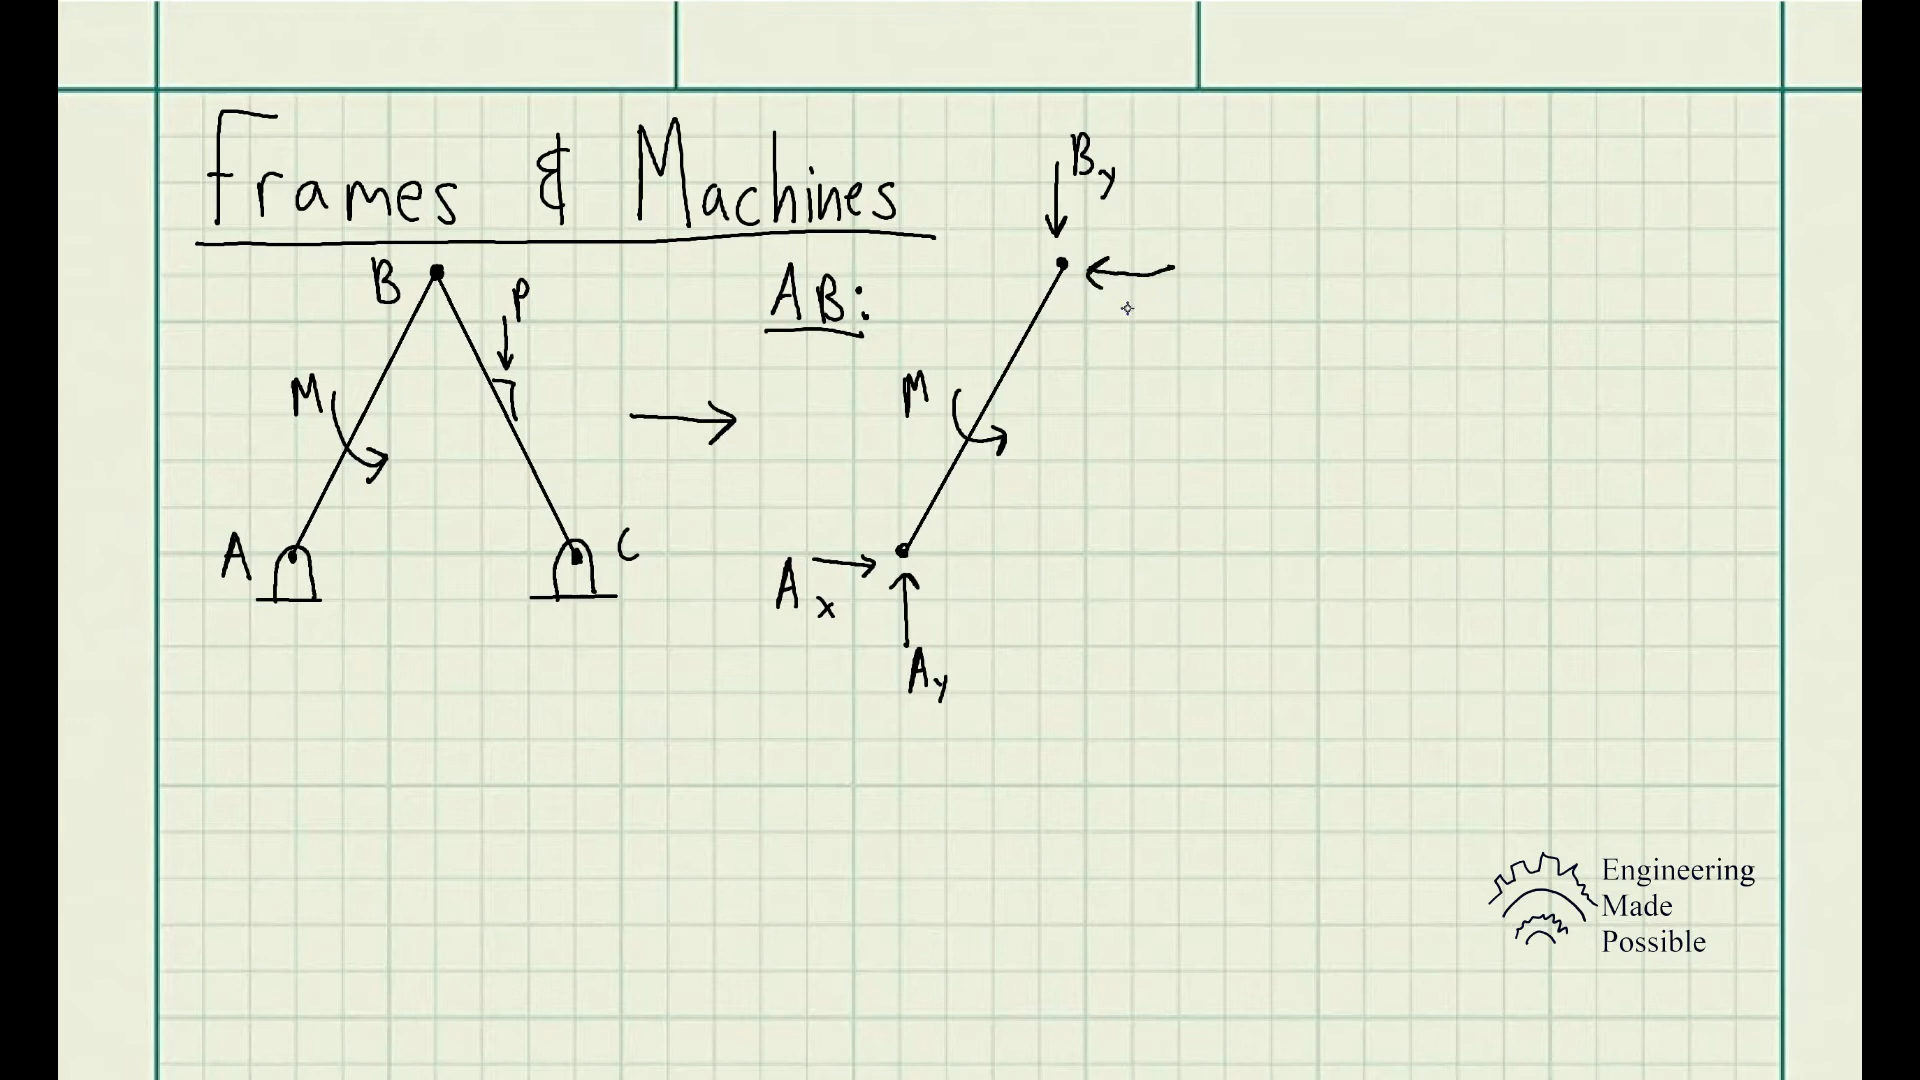 Frames & Machines
B
P
M
A
C
AB:
By
M
Ax
Ay
Engineering
Made
Possible